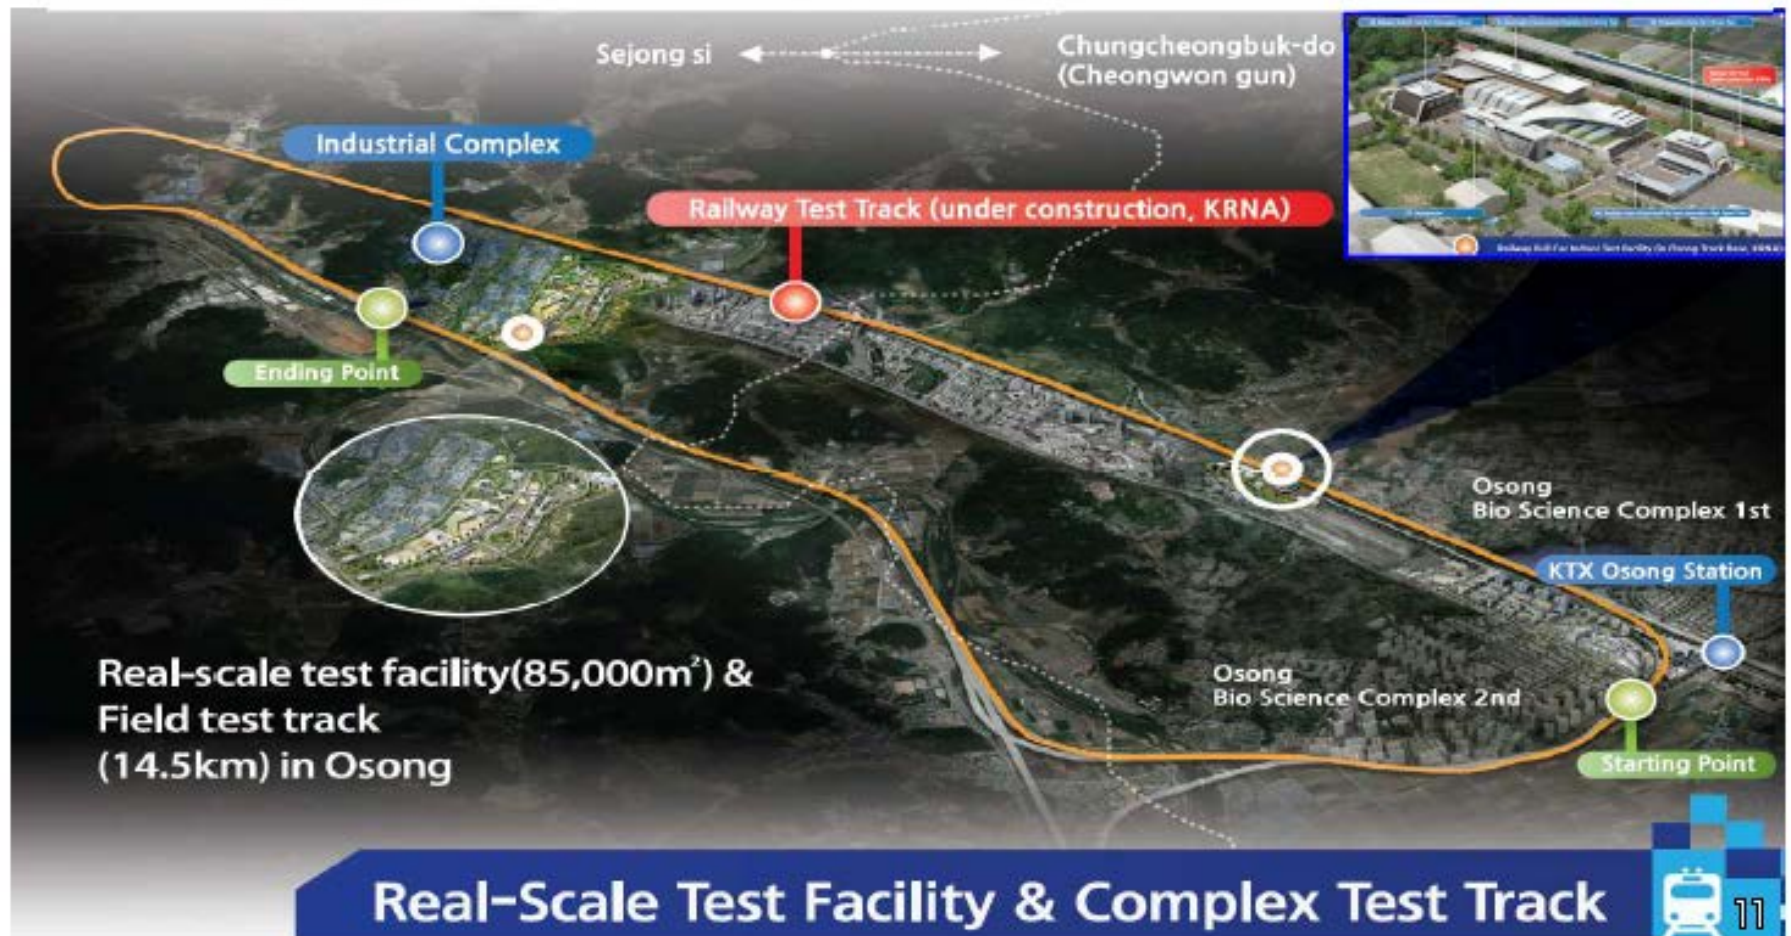 Sejong si
Chungcheongbuk-do
(Cheongwon gun)
Industrial Complex
Railway Test Track (under construction, KRNA)
Ending Point
Osong
Bio Science Complex 1st
KTX Osong Station
Osong
Bio Science Complex 2nd
Starting Point
Real-scale test facility(85,000m²) &
Field test track
(14.5km) in Osong
Real-Scale Test Facility & Complex Test Track
11